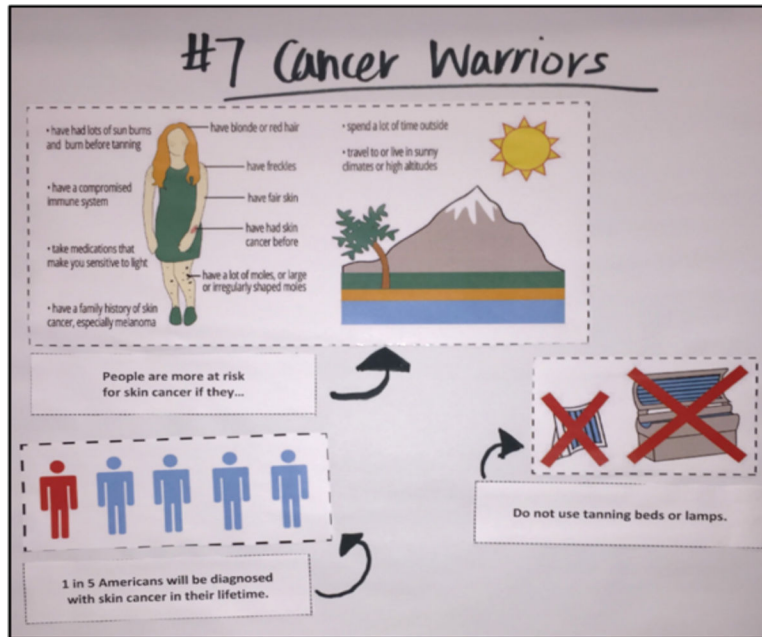 #7 Cancer Warriors
• have had lots of sun burns
and burn before tanning
• have a compromised
immune system
• take medications that
make you sensitive to light
• have a family history of skin
cancer, especially melanoma
have blonde or red hair
have freckles
have fair skin
have had skin
cancer before
have a lot of moles, or large
or irregularly shaped moles
• spend a lot of time outside
• travel to or live in sunny
climates or high altitudes
People are more at risk
for skin cancer if they...
Do not use tanning beds or lamps.
1 in 5 Americans will be diagnosed
with skin cancer in their lifetime.